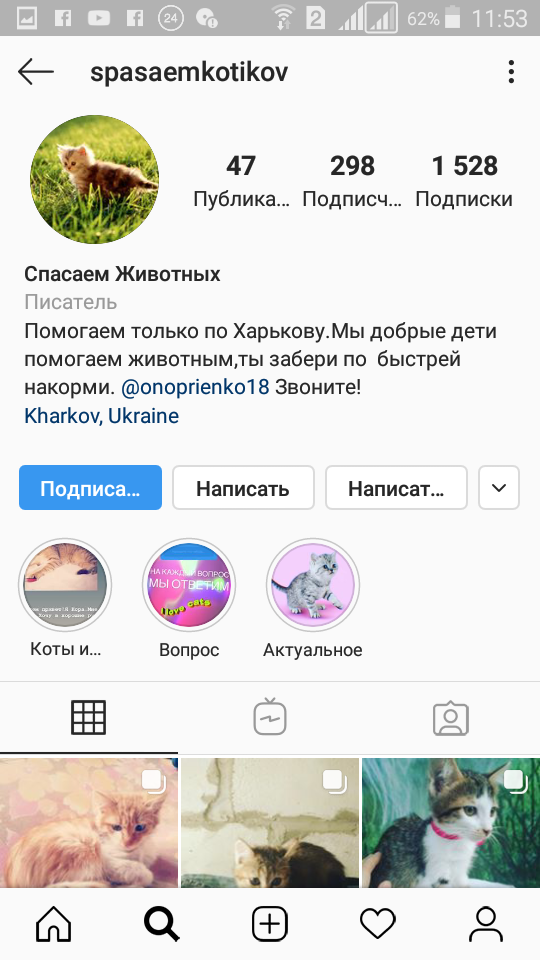 24
2
62%
11:53
spasaemkotikov
47
298
1 528
Публика...
Подписч...
Подписки
Спасаем Животных
Писатель
Помогаем только по Харькову.Мы добрые дети
помогаем животным,ты забери по быстрей
накорми. @onoprienko18 Звоните!
Kharkov, Ukraine
Подписа...
Написать
Написат...
НА КАЖДЫЙ ВОПРОС
МЫ ОТВЕТИМ
I love cats
Коты и...
Вопрос
Актуальное